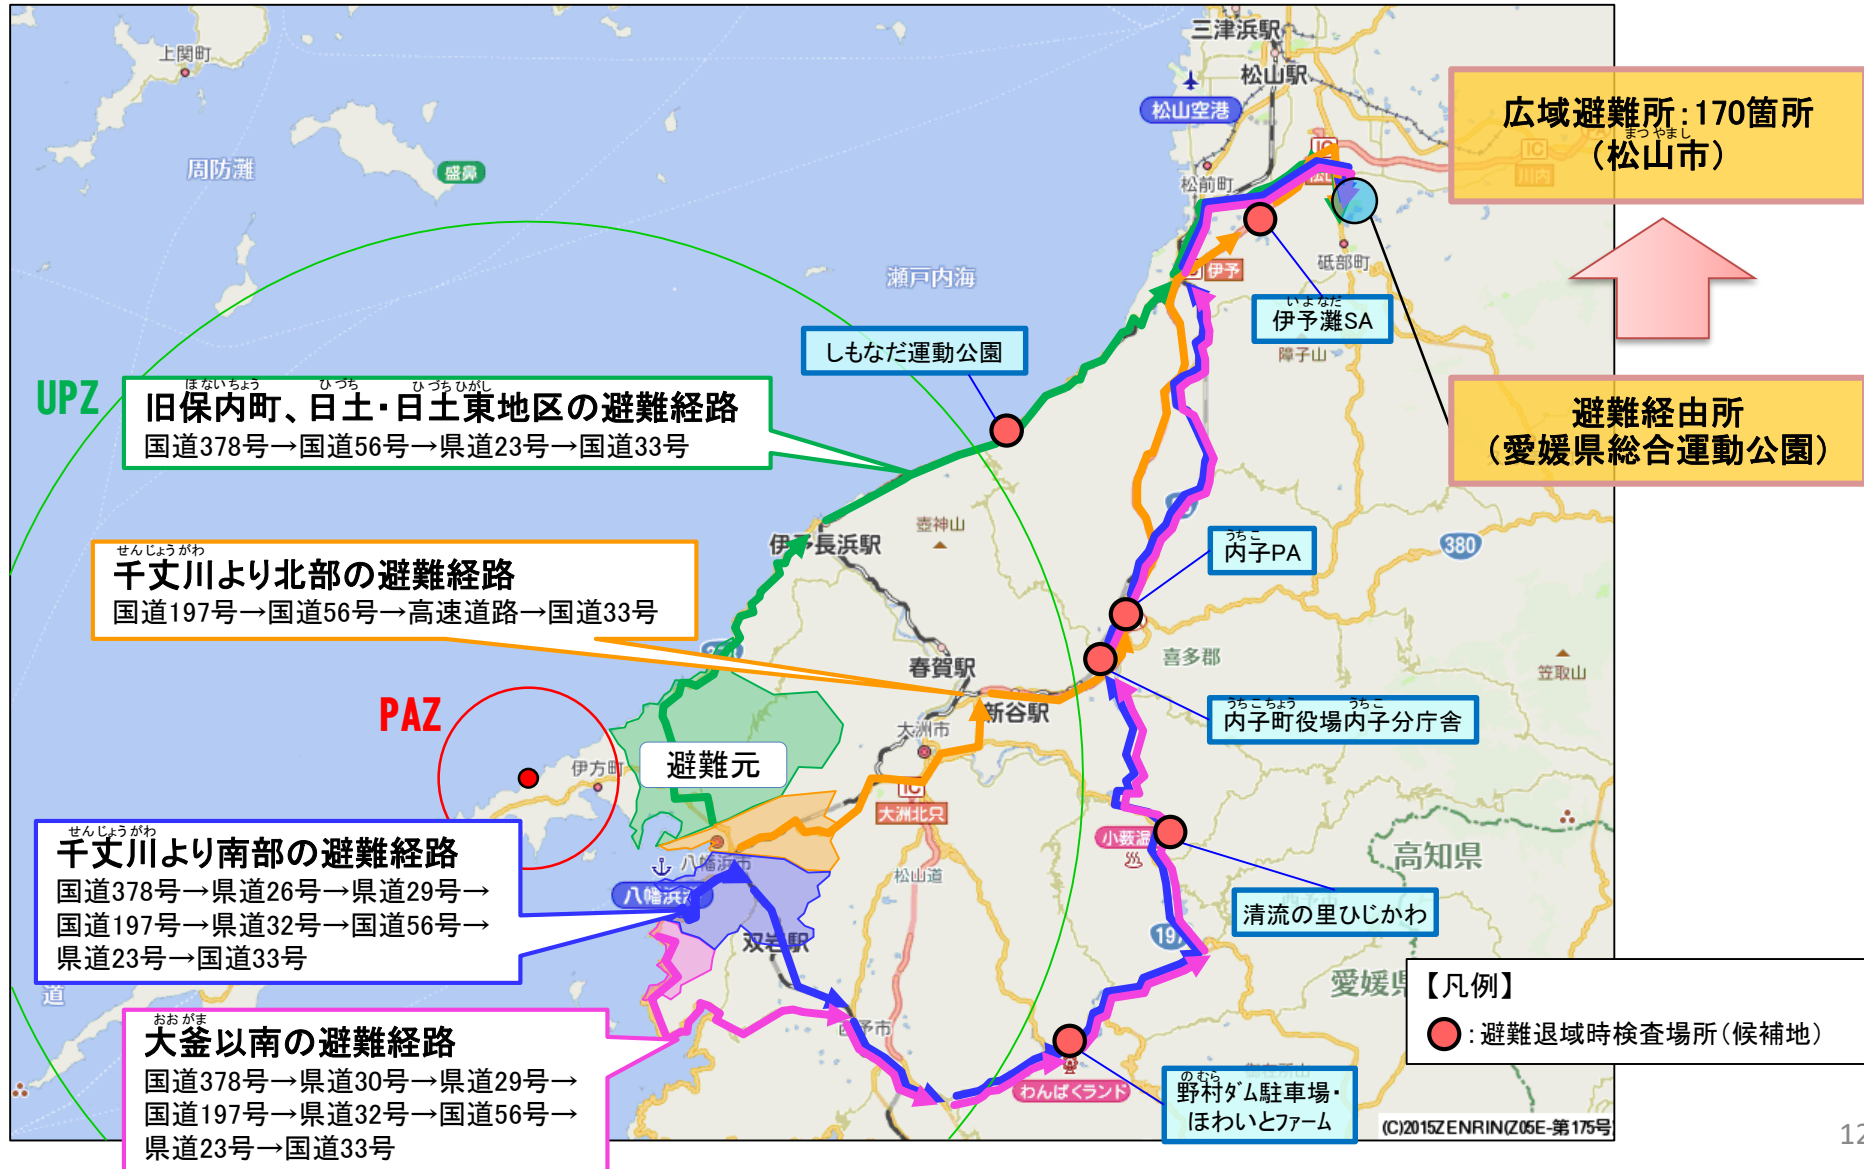 上関町
周防灘
盛鼻
三津浜駅
松山駅
松山空港
松前町
IC
IC
川内
広域避難所：170箇所
まつやまし
（松山市）
瀬戸内海
伊予
砥部町
いよなだ
伊予灘SA
障子山
しもなだ運動公園
避難経由所
（愛媛県総合運動公園）
UPZ
ほないちょう ひづち ひづちひがし
旧保内町、日土・日土東地区の避難経路
国道378号→国道56号→県道23号→国道33号
伊予長浜駅
壺神山
うちこ
内子PA
380
せんじょうがわ
千丈川より北部の避難経路
国道197号→国道56号→高速道路→国道33号
春賀駅
喜多郡
笠取山
PAZ
新谷駅
大洲市
うちこちょう うちこ
内子町役場内子分庁舎
避難元
伊方町
IC
大洲北只
小薮温
高知県
せんじょうがわ
千丈川より南部の避難経路
国道378号→県道26号→県道29号→
国道197号→県道32号→国道56号→
県道23号→国道33号
八幡浜市
八幡浜港
松山道
清流の里ひじかわ
双岩駅
197
愛媛県
道
【凡例】
：避難退域時検査場所（候補地）
おおがま
大釜以南の避難経路
国道378号→県道30号→県道29号→
国道197号→県道32号→国道56号→
県道23号→国道33号
西予市
わんぱくランド
のむら
野村ダム駐車場・
ほわいとファーム
(C)2015ZENRIN(Z05E-第175号
12